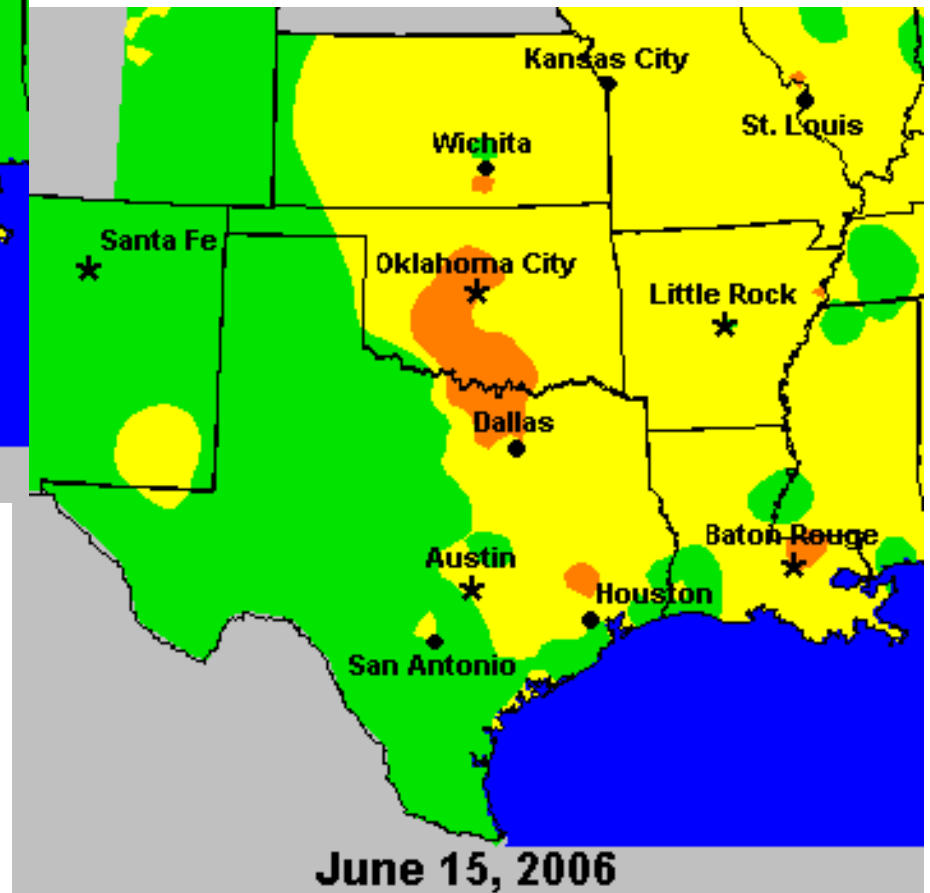 Kansas City
St. Louis
Wichita
Santa Fe
Oklahoma City
Little Rock
Dallas
Baton Rouge
Austin
Houston
San Antonio
June 15, 2006